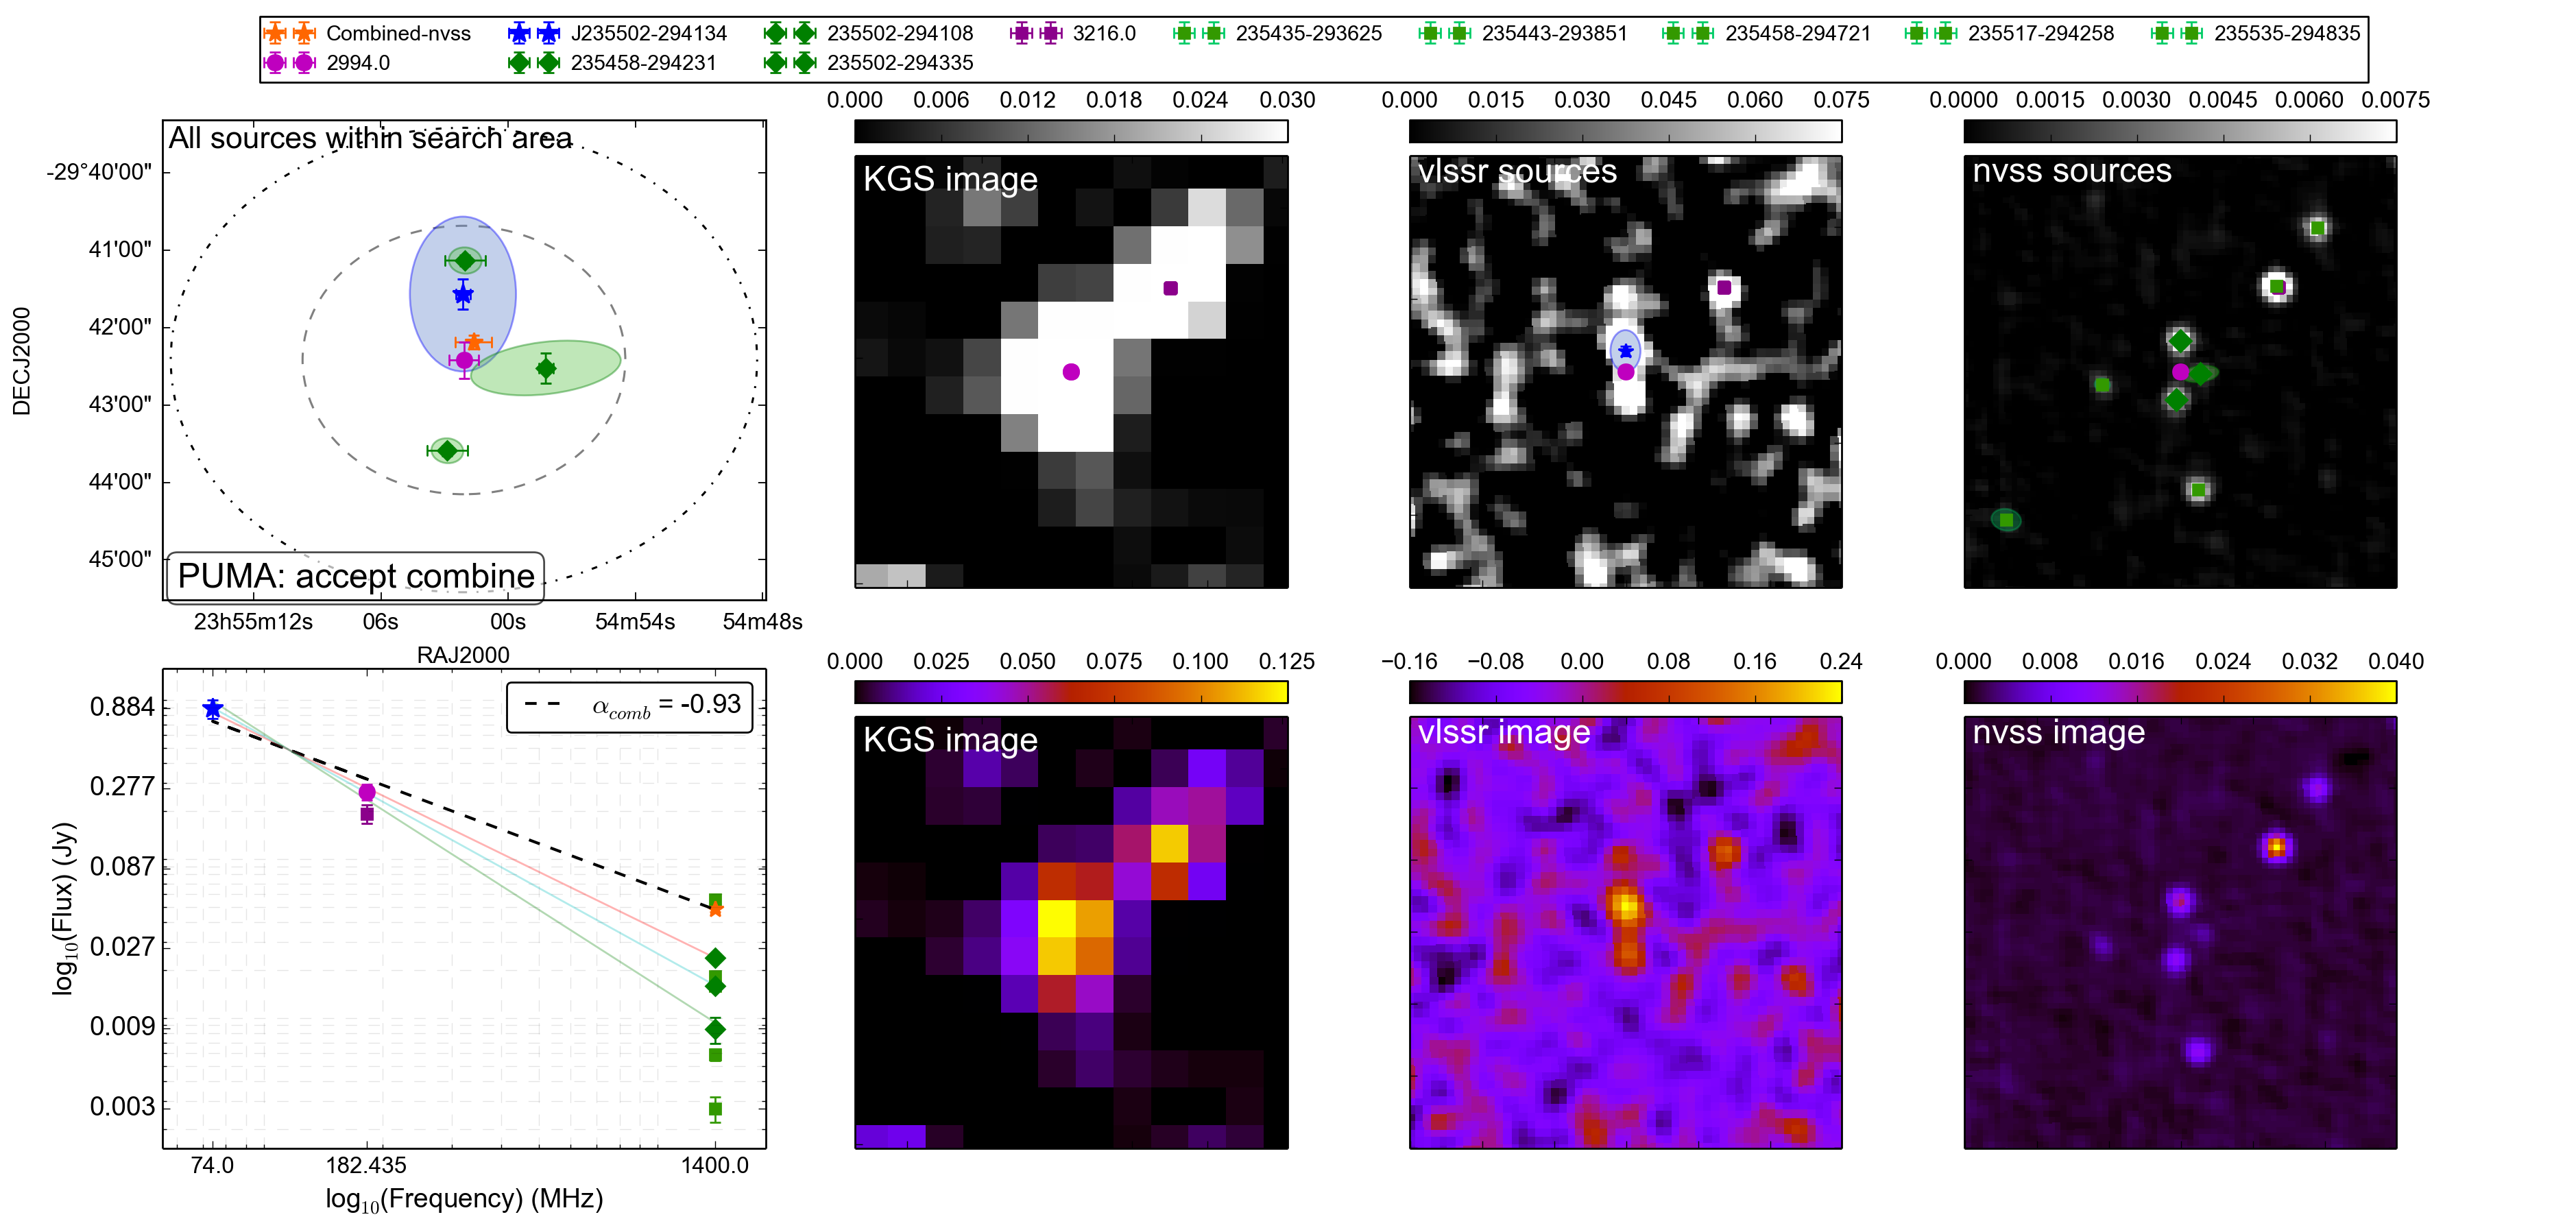 Combined-nvss J235502-294134 235502-294108 3216.0 235435-293625 235443-293851 235458-294721 235517-294258 235535-294835
2994.0 235458-294231 235502-294335
0.000 0.006 0.012 0.018 0.024 0.030 0.000 0.015 0.030 0.045 0.060 0.075 0.0000 0.0015 0.0030 0.0045 0.0060 0.0075
All sources within search area
KGS image
vlssr sources
nvss sources
-29°40'00"
41'00"
42'00"
43'00"
44'00"
45'00"
DECJ2000
PUMA: accept combine
23h55m12s 06s 00s 54m54s 54m48s
RAJ2000
0.000 0.025 0.050 0.075 0.100 0.125 −0.16 −0.08 0.00 0.08 0.16 0.24 0.000 0.008 0.016 0.024 0.032 0.040
αcomb = -0.93
KGS image
vlssr image
nvss image
0.884
0.277
0.087
0.027
0.009
0.003
log10(Flux) (Jy)
74.0 182.435 1400.0
log10(Frequency) (MHz)